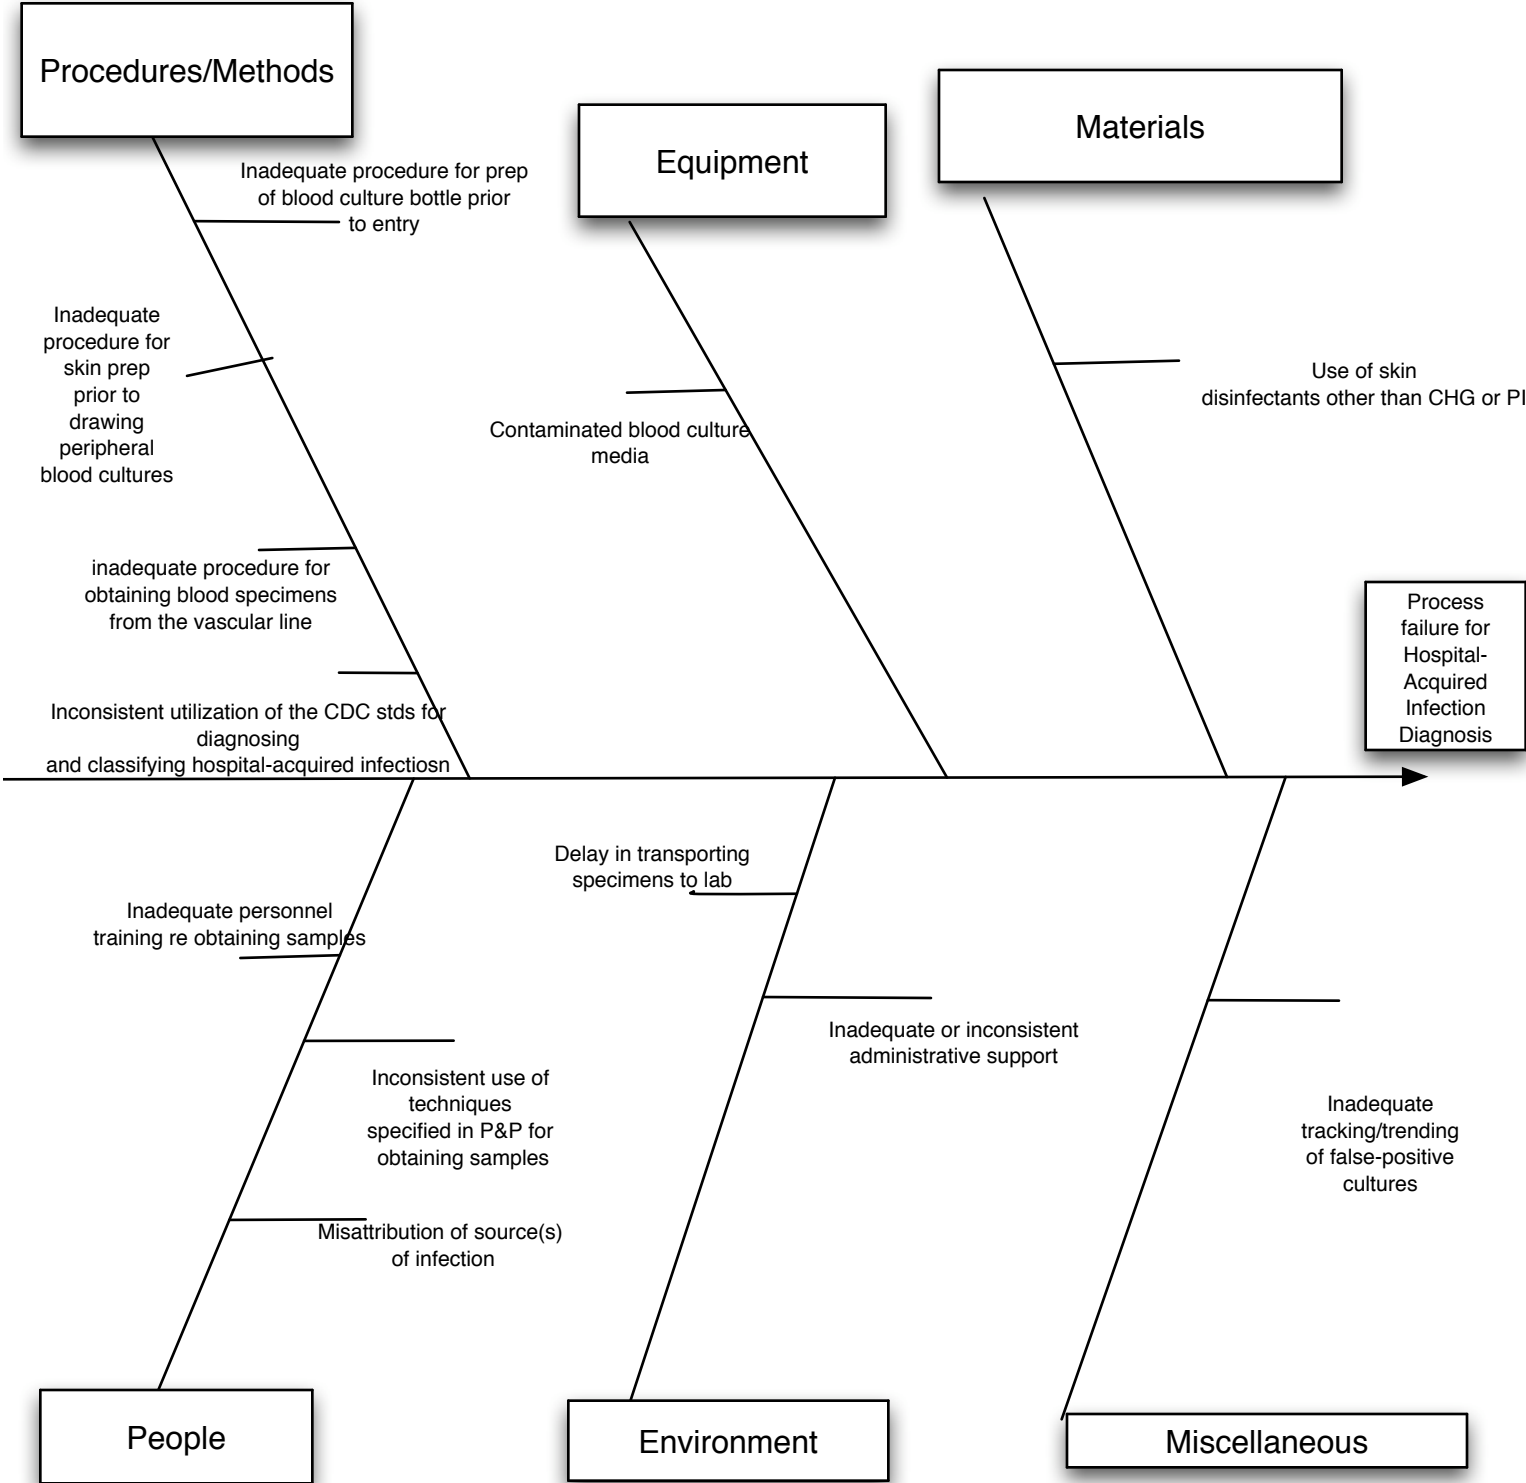 Procedures/Methods
Equipment
Materials
Inadequate procedure for prep
of blood culture bottle prior
to entry
Inadequate
procedure for
skin prep
prior to
drawing
peripheral
blood cultures
Contaminated blood culture
media
Use of skin
disinfectants other than CHG or PI
inadequate procedure for
obtaining blood specimens
from the vascular line
Inconsistent utilization of the CDC stds for
diagnosing
and classifying hospital-acquired infectiosn
Process
failure for
Hospital-
Acquired
Infection
Diagnosis
Inadequate personnel
training re obtaining samples
Inconsistent use of
techniques
specified in P&P for
obtaining samples
Misattribution of source(s)
of infection
Delay in transporting
specimens to lab
Inadequate or inconsistent
administrative support
Inadequate
tracking/trending
of false-positive
cultures
People
Environment
Miscellaneous